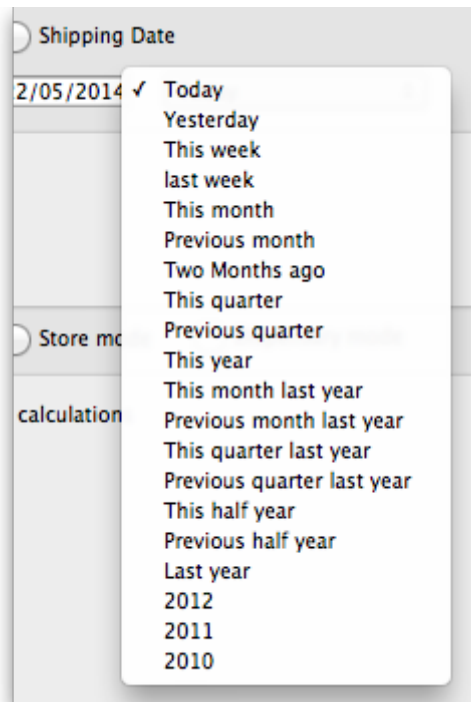 Shipping Date
2/05/2014 ✓ Today
Yesterday
This week
last week
This month
Previous month
Two Months ago
This quarter
Previous quarter
Store mo
This year
This month last year
calculation
Previous month last year
This quarter last year
Previous quarter last year
This half year
Previous half year
Last year
2012
2011
2010